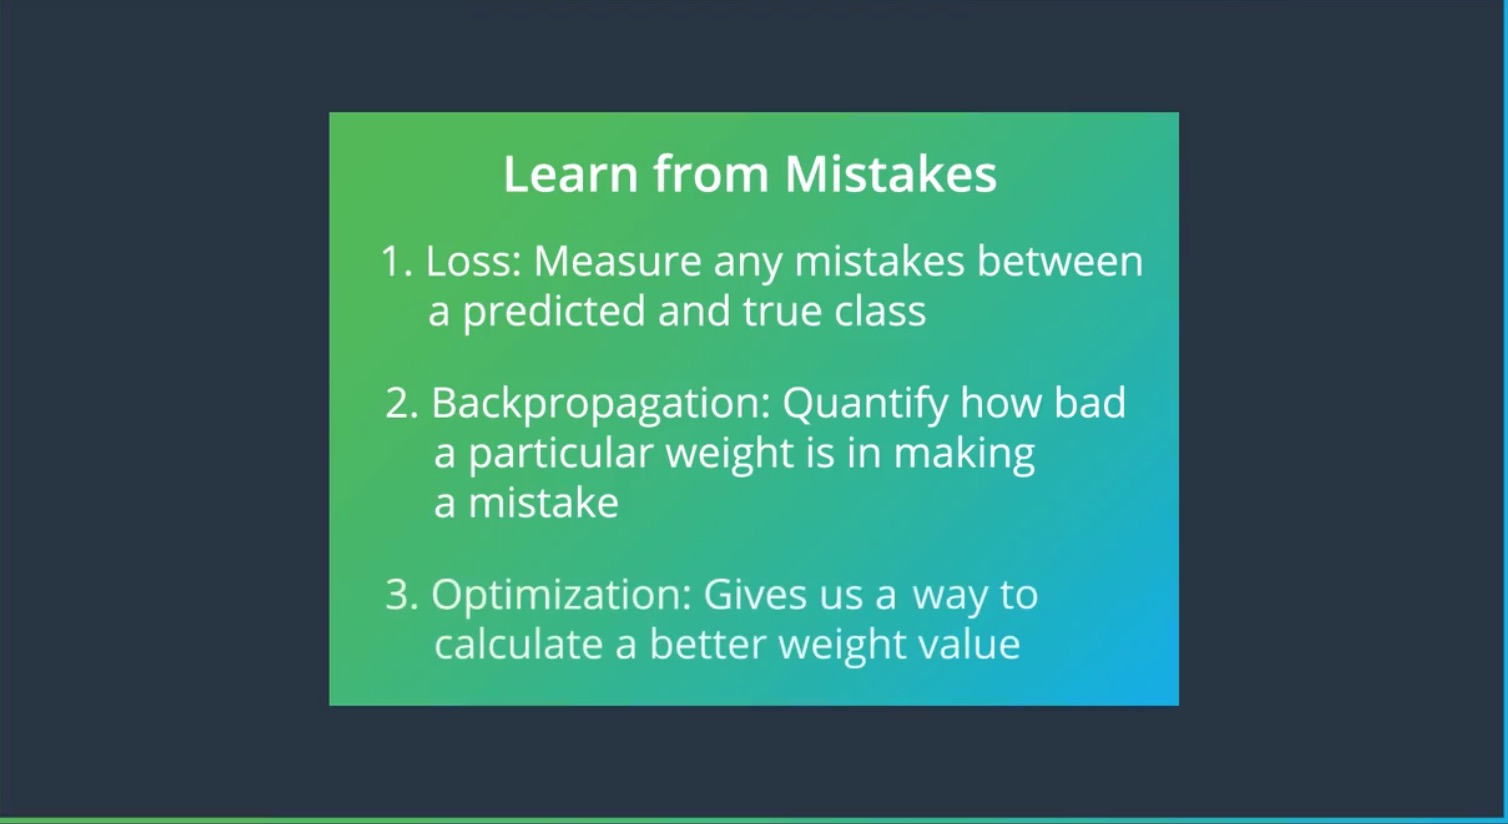 Learn from Mistakes
1. Loss: Measure any mistakes between
a predicted and true class
2. Backpropagation: Quantify how bad
a particular weight is in making
a mistake
3. Optimization: Gives us a way to
calculate a better weight value